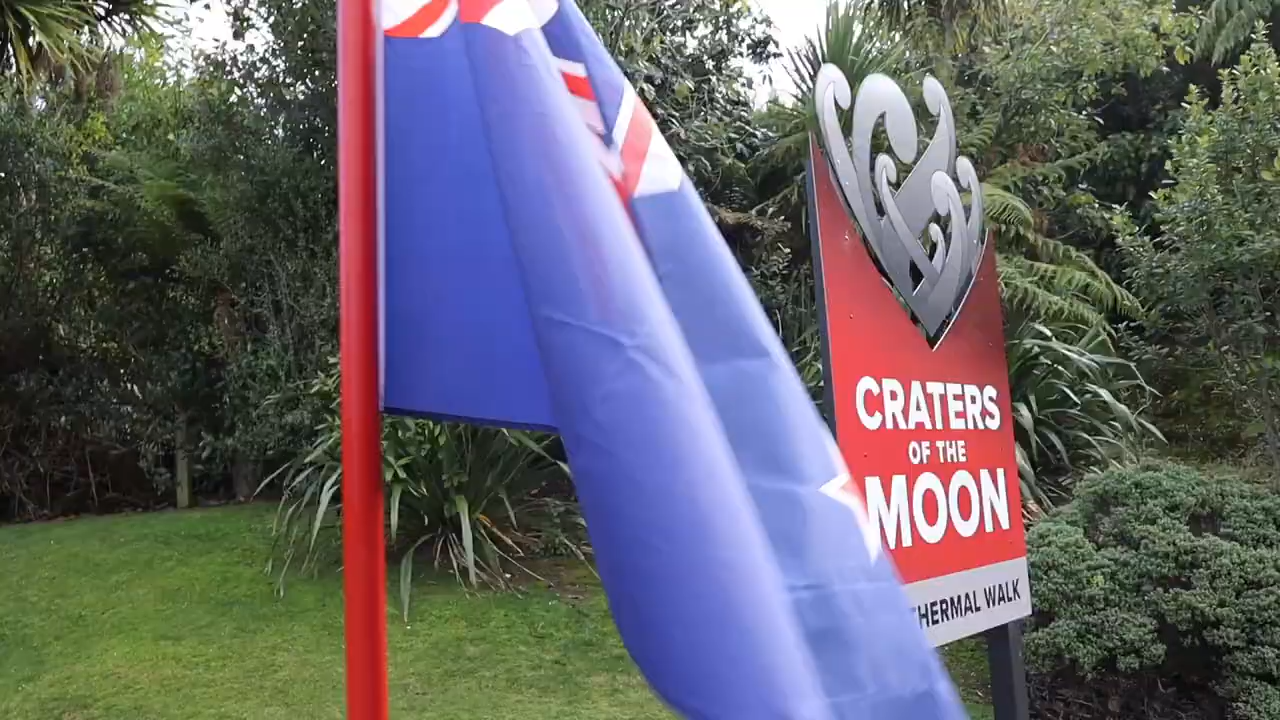 CRATERS
OF THE
MOON
THERMAL WALK